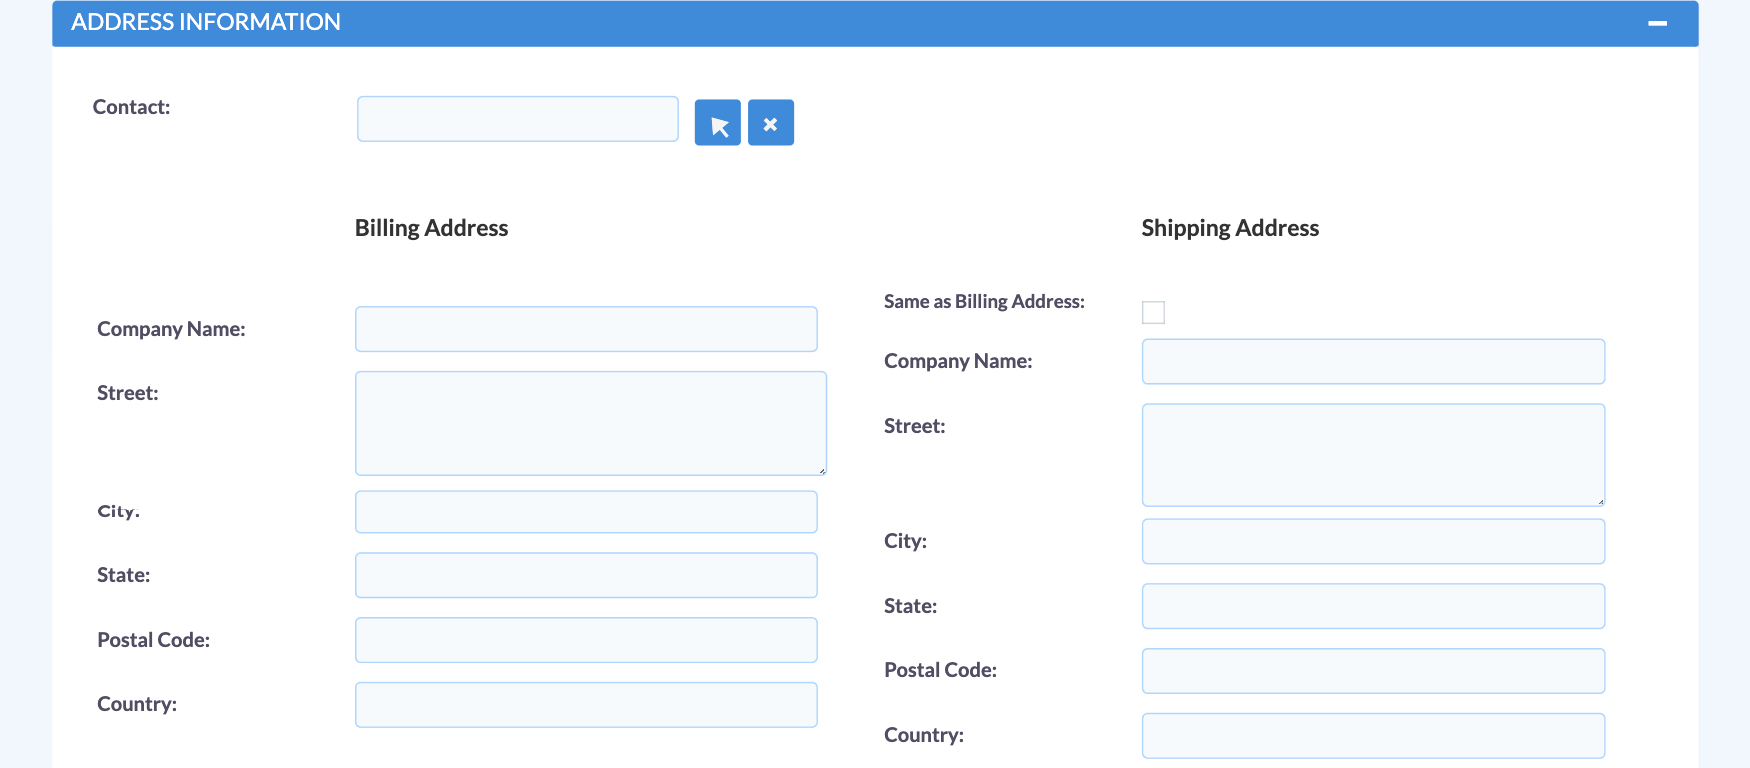 ADDRESS INFORMATION
Contact:
Billing Address
Company Name:
Street:
City:
State:
Postal Code:
Country:
Shipping Address
Same as Billing Address:
Company Name:
Street:
City:
State:
Postal Code:
Country: